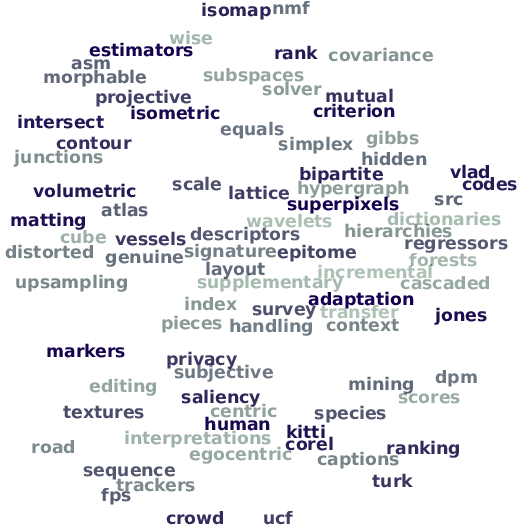 isomap nmf
wise
estimators rank covariance
asm
morphable subspaces
solver
projective mutual
isometric criterion
intersect equals
contour simplex gibbs
junctions hidden
bipartite vlad
volumetric scale lattice hypergraph codes
superpixels src
matting atlas wavelets dictionaries
cube vessels descriptors hierarchies
distorted genuine signature epitome regressors
layout incremental forests
upsampling supplementary cascaded
index survey adaptation
pieces handling transfer context jones
markers privacy
subjective mining dpm
editing saliency scores
textures centric species
human kitti
road interpretations corel ranking
egocentric captions
sequence trackers turk
fps
crowd ucf